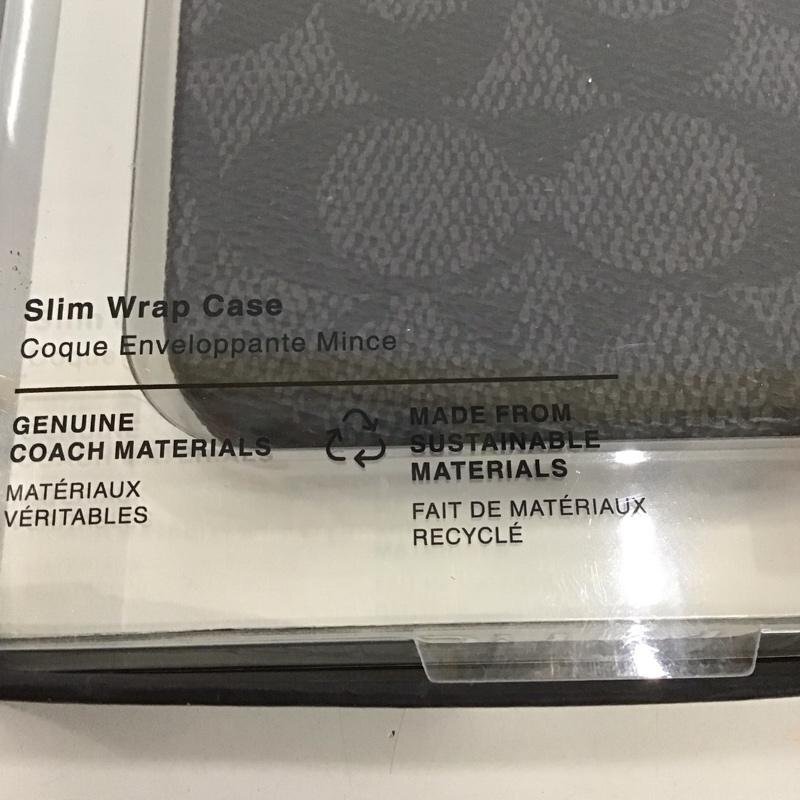 Slim Wrap Case
Coque Enveloppante Mince
GENUINE
COACH MATERIALS
MATÉRIAUX
VÉRITABLES
MADE FROM
SUSTAINABLE
MATERIALS
FAIT DE MATÉRIAUX
RECYCLÉ